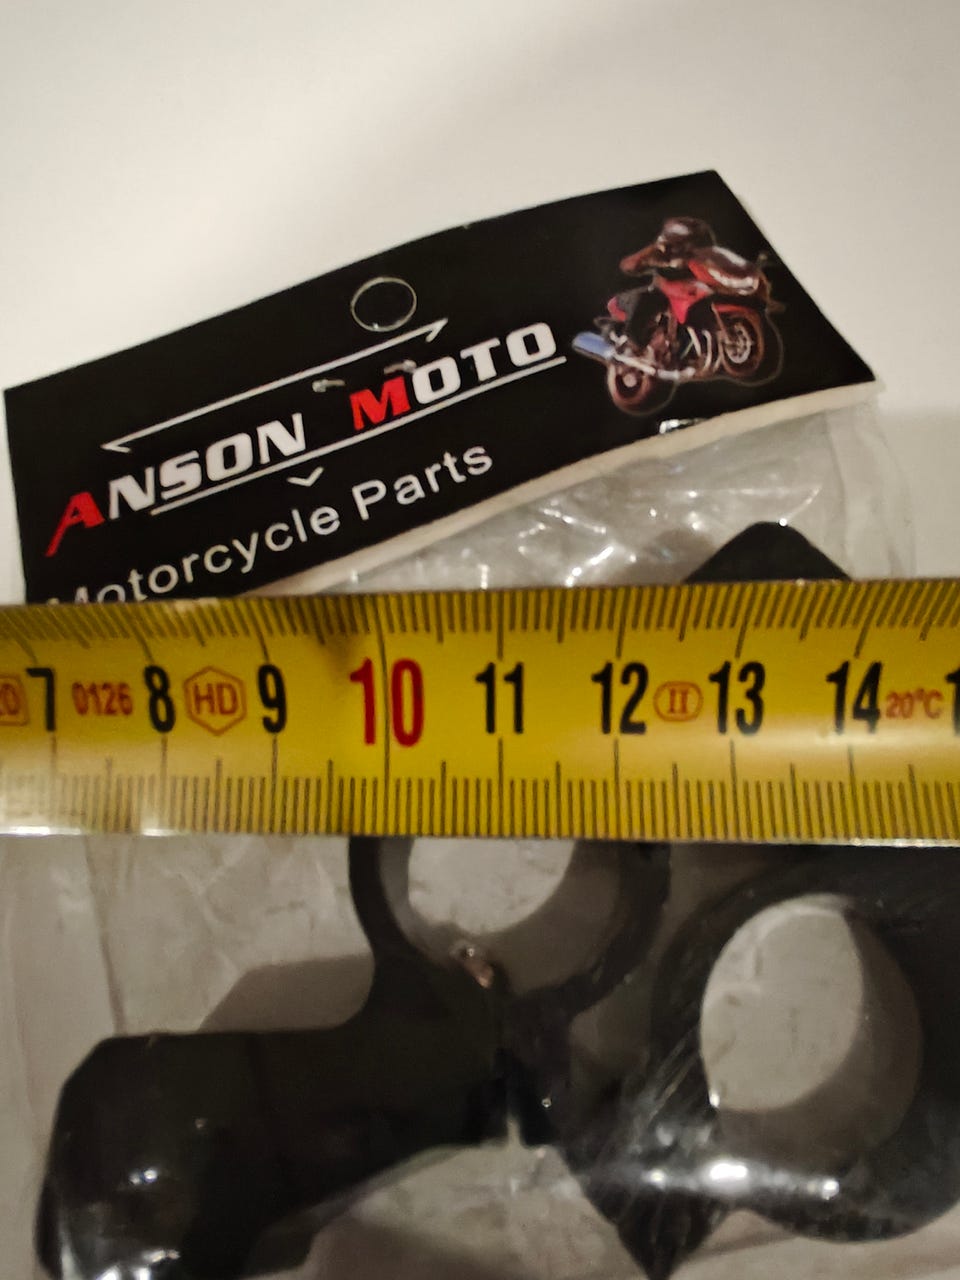 ANSON MOTO
Motorcycle Parts
7 0126 8 HD 9 10 11 12 II 13 14 20°C